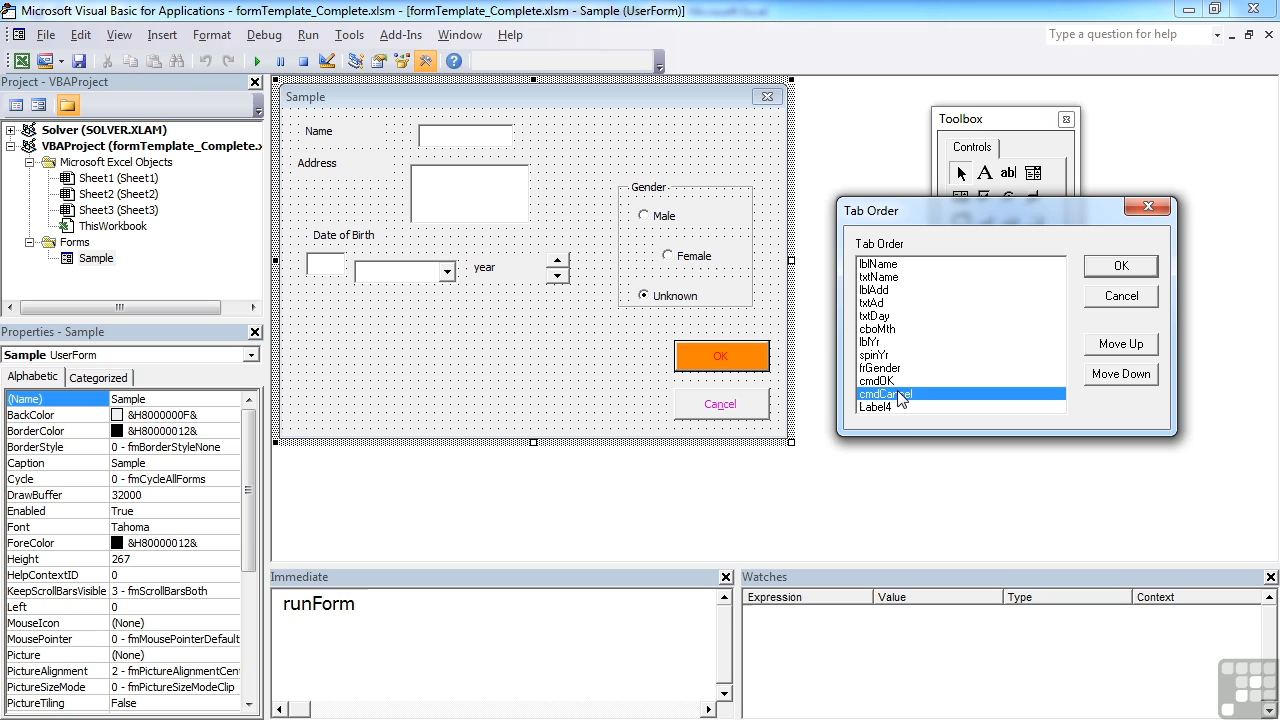 Microsoft Visual Basic for Applications - formTemplate_Complete.xlsm - [formTemplate_Complete.xlsm - Sample (UserForm)]
File Edit View Insert Format Debug Run Tools Add-Ins Window Help
Type a question for help
Project - VBAProject
Solver (SOLVER.XLAM)
VBAProject (formTemplate_Complete.x
Microsoft Excel Objects
Sheet1 (Sheet1)
Sheet2 (Sheet2)
Sheet3 (Sheet3)
ThisWorkbook
Forms
Sample
Properties - Sample
Sample UserForm
Alphabetic Categorized
(Name) Sample
BackColor &H8000000F&
BorderColor &H80000012&
BorderStyle 0 - fmBorderStyleNone
Caption Sample
Cycle 0 - fmCycleAllForms
DrawBuffer 32000
Enabled True
Font Tahoma
ForeColor &H80000012&
Height 267
HelpContextID 0
KeepScrollBarsVisible 3 - fmScrollBarsBoth
Left 0
MouseIcon (None)
MousePointer 0 - fmMousePointerDefault
Picture (None)
PictureAlignment 2 - fmPictureAlignmentCen
PictureSizeMode 0 - fmPictureSizeModeClip
PictureTiling False
Sample
Name
Address
Date of Birth
year
Gender
Male
Female
Unknown
OK
Cancel
Toolbox
Controls
A ab|
Tab Order
Tab Order
lblName
txtName
lblAdd
txtAd
txtDay
cboMth
lblYr
spinYr
frGender
cmdOK
cmdCancel
Label4
OK
Cancel
Move Up
Move Down
Immediate
runForm
Watches
Expression Value Type Context